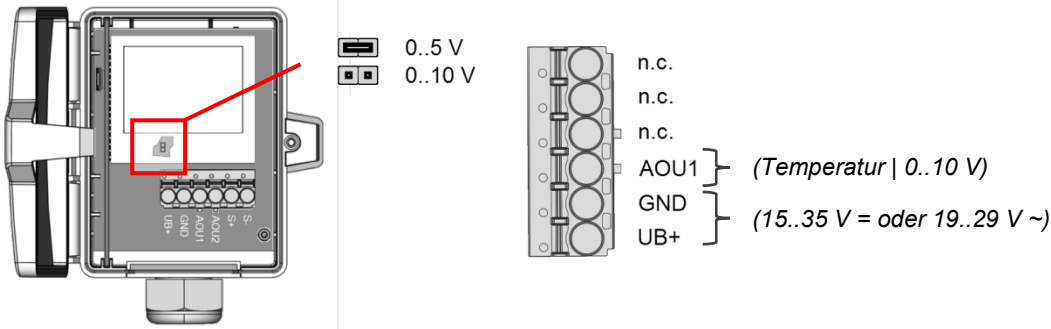 0..5 V
0..10 V
UB+
GND
AOU1
AOU2
S+
S-
n.c.
n.c.
n.c.
AOU1
(Temperatur | 0..10 V)
GND
UB+
(15..35 V = oder 19..29 V ~)